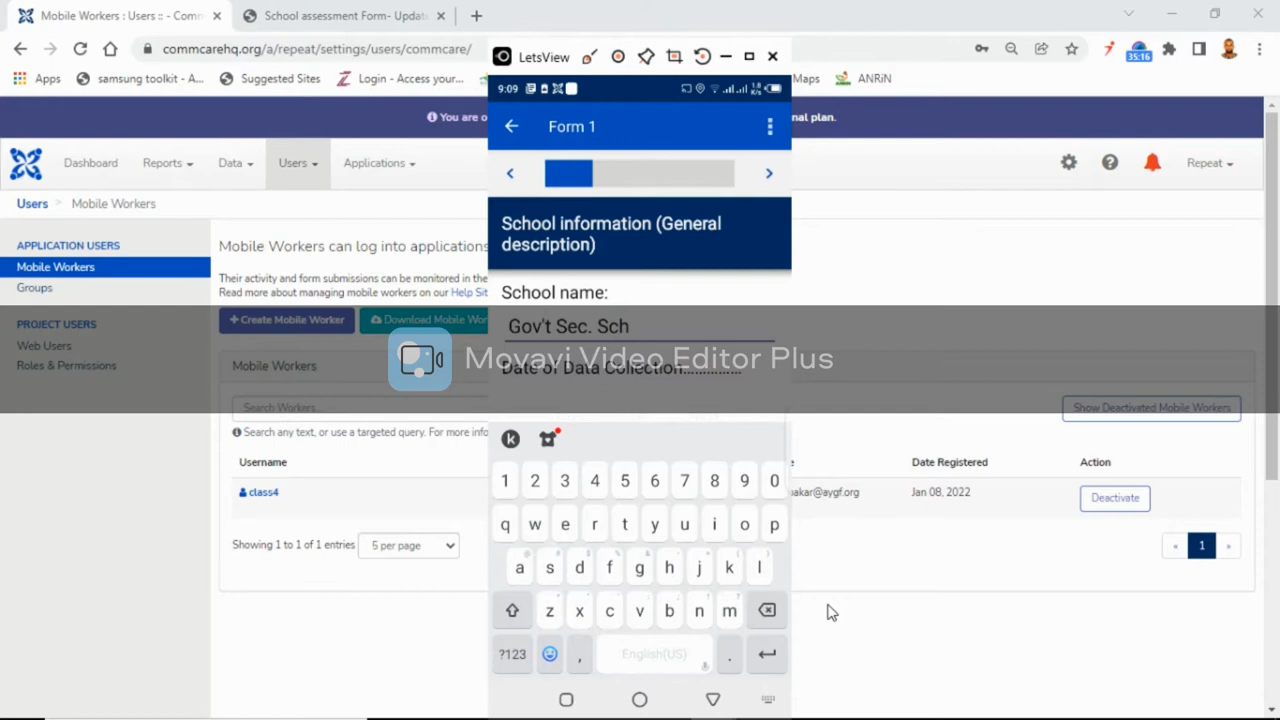 Mobile Workers : Users :: - Comm
School assessment Form- Updat
commcarehq.org/a/repeat/settings/users/commcare/
35:16
Apps
samsung toolkit - A...
Suggested Sites
Login - Access your...
Maps
ANRiN
LetsView
9:09
1.8
K/s
You are o
nal plan.
Form 1
Dashboard
Reports
Data
Users
Applications
Repeat
Users > Mobile Workers
School information (General
description)
APPLICATION USERS
Mobile Workers
Groups
PROJECT USERS
Web Users
Roles & Permissions
Mobile Workers can log into applications
Their activity and form submissions can be monitored in the
Read more about managing mobile workers on our Help Sit
+ Create Mobile Worker
Download Mobile Wor
School name:
Gov't Sec. Sch
Date of Data Collection..............
Movavi Video Editor Plus
Mobile Workers
Search Workers...
Show Deactivated Mobile Workers
Search any text, or use a targeted query. For more info
Username
e
Date Registered
Action
class4
akar@aygf.org
Jan 08, 2022
Deactivate
Showing 1 to 1 of 1 entries
5 per page
« 1 »
k
1 2 3 4 5 6 7 8 9 0
q w e r t y u i o p
a s d f g h j k l
z x c v b n m
?123 , English(US) .